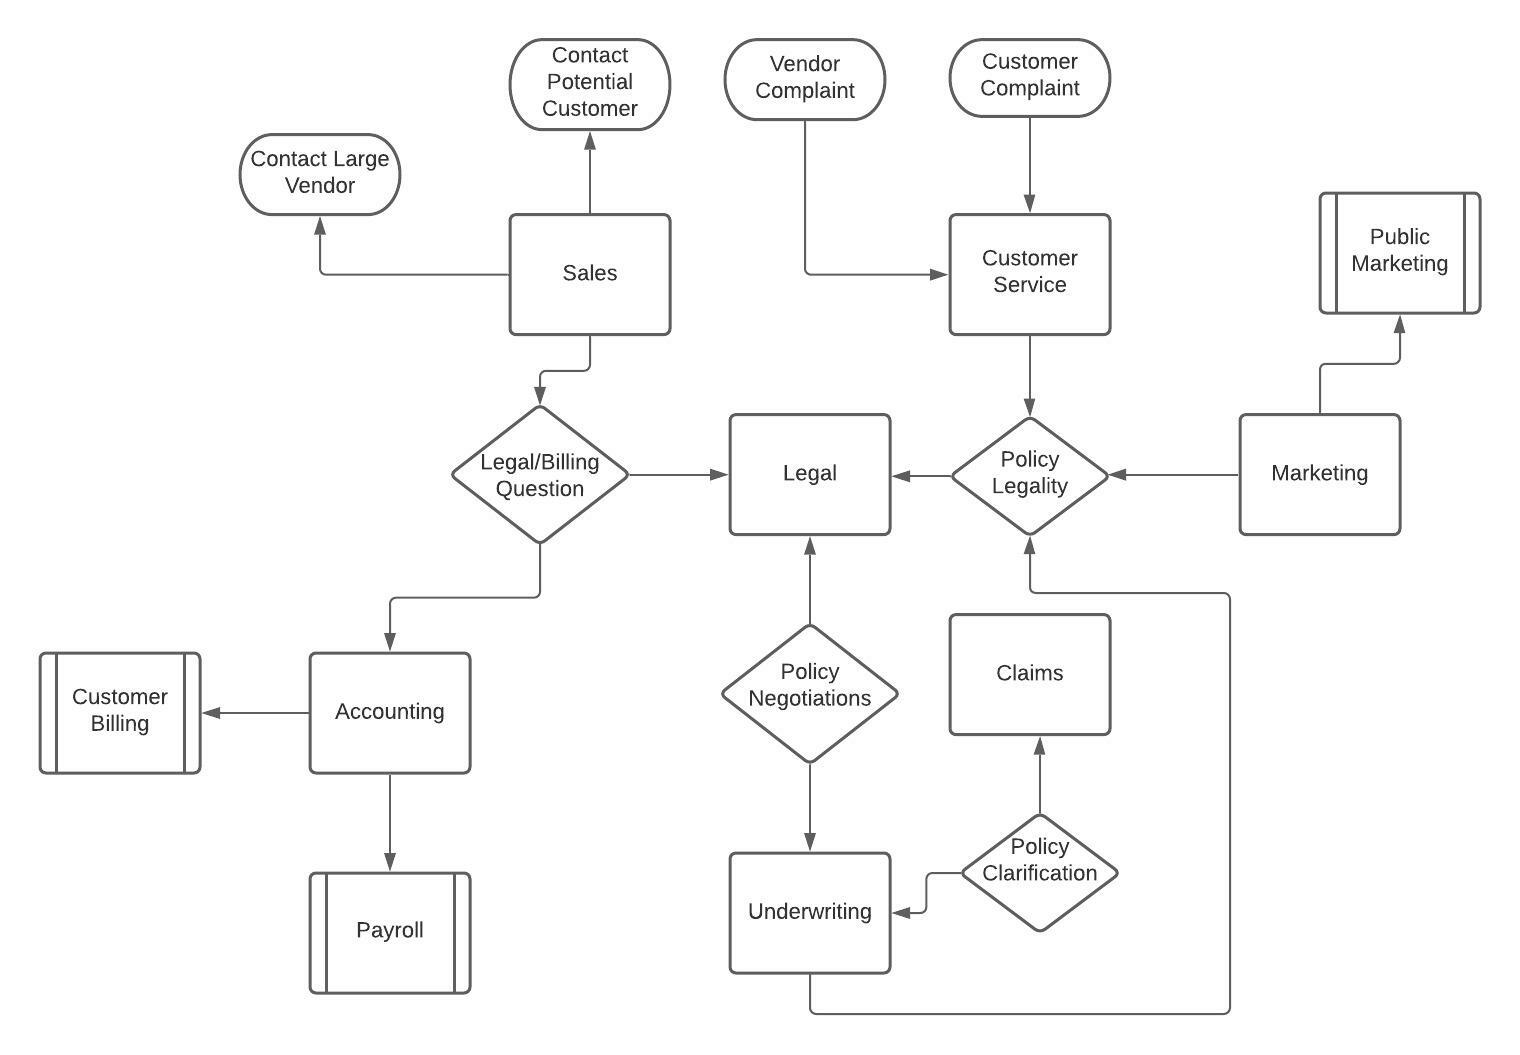 Contact
Potential
Customer
Vendor
Complaint
Customer
Complaint
Contact Large
Vendor
Sales
Customer
Service
Public
Marketing
Legal/Billing
Question
Legal
Policy
Legality
Marketing
Customer
Billing
Accounting
Policy
Negotiations
Claims
Payroll
Underwriting
Policy
Clarification